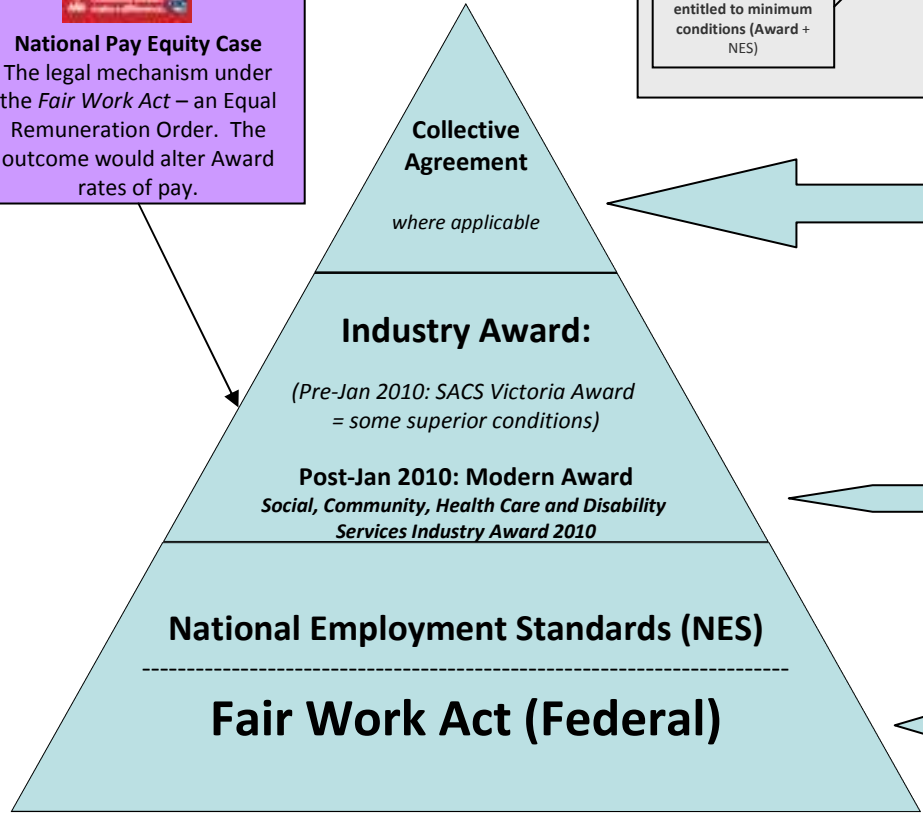 National Pay Equity Case
The legal mechanism under
the Fair Work Act – an Equal
Remuneration Order. The
outcome would alter Award
rates of pay.
entitled to minimum
conditions (Award +
NES)
Collective
Agreement
where applicable
Industry Award:
(Pre-Jan 2010: SACS Victoria Award
= some superior conditions)
Post-Jan 2010: Modern Award
Social, Community, Health Care and Disability
Services Industry Award 2010
National Employment Standards (NES)
Fair Work Act (Federal)